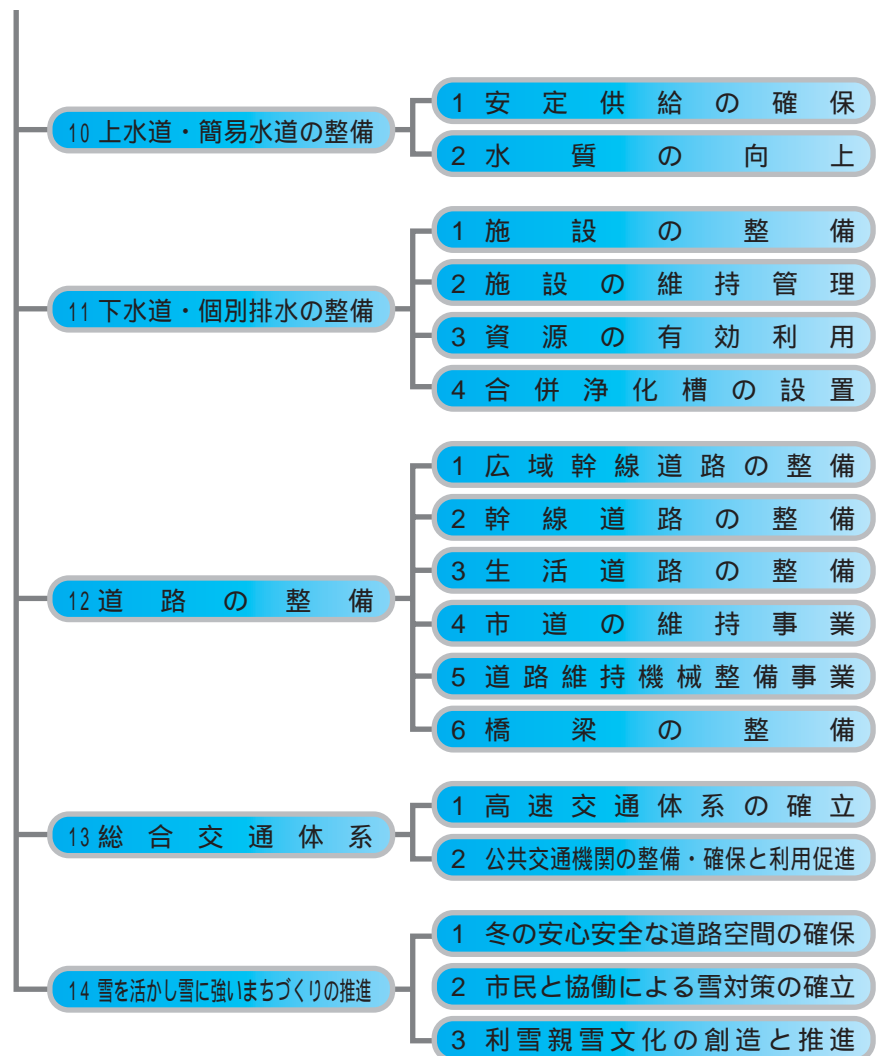 10 上水道・簡易水道の整備
1 安定供給の確保
2 水質の向上
11 下水道・個別排水の整備
1 施設の整備
2 施設の維持管理
3 資源の有効利用
4 合併浄化槽の設置
12 道路の整備
1 広域幹線道路の整備
2 幹線道路の整備
3 生活道路の整備
4 市道の維持事業
5 道路維持機械整備事業
6 橋梁の整備
13 総合交通体系
1 高速交通体系の確立
2 公共交通機関の整備・確保と利用促進
14 雪を活かし雪に強いまちづくりの推進
1 冬の安心安全な道路空間の確保
2 市民と協働による雪対策の確立
3 利雪親雪文化の創造と推進